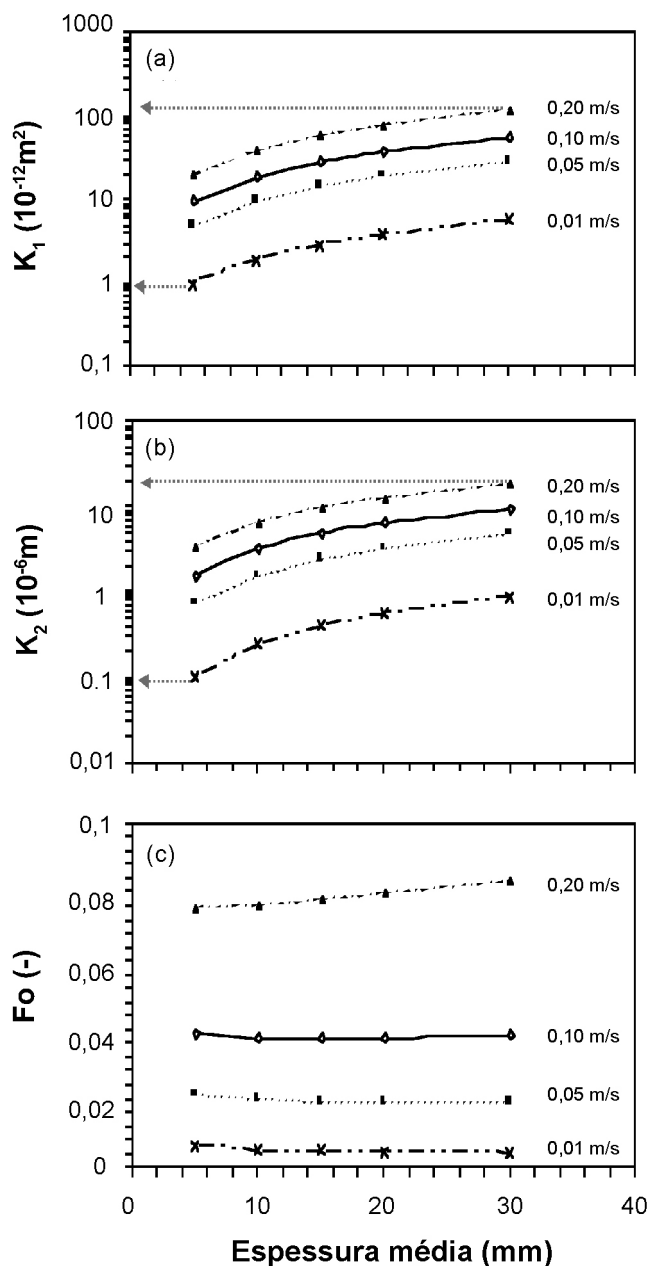 1000
(a)
100
10
1
0,1
K1 (10-12m2)
0,20 m/s
0,10 m/s
0,05 m/s
0,01 m/s
100
(b)
10
1
0.1
0,01
K2 (10-6m)
0,20 m/s
0,10 m/s
0,05 m/s
0,01 m/s
0,1
(c)
0,08
0,06
0,04
0,02
0
Fo (-)
0,20 m/s
0,10 m/s
0,05 m/s
0,01 m/s
0 10 20 30 40
Espessura média (mm)